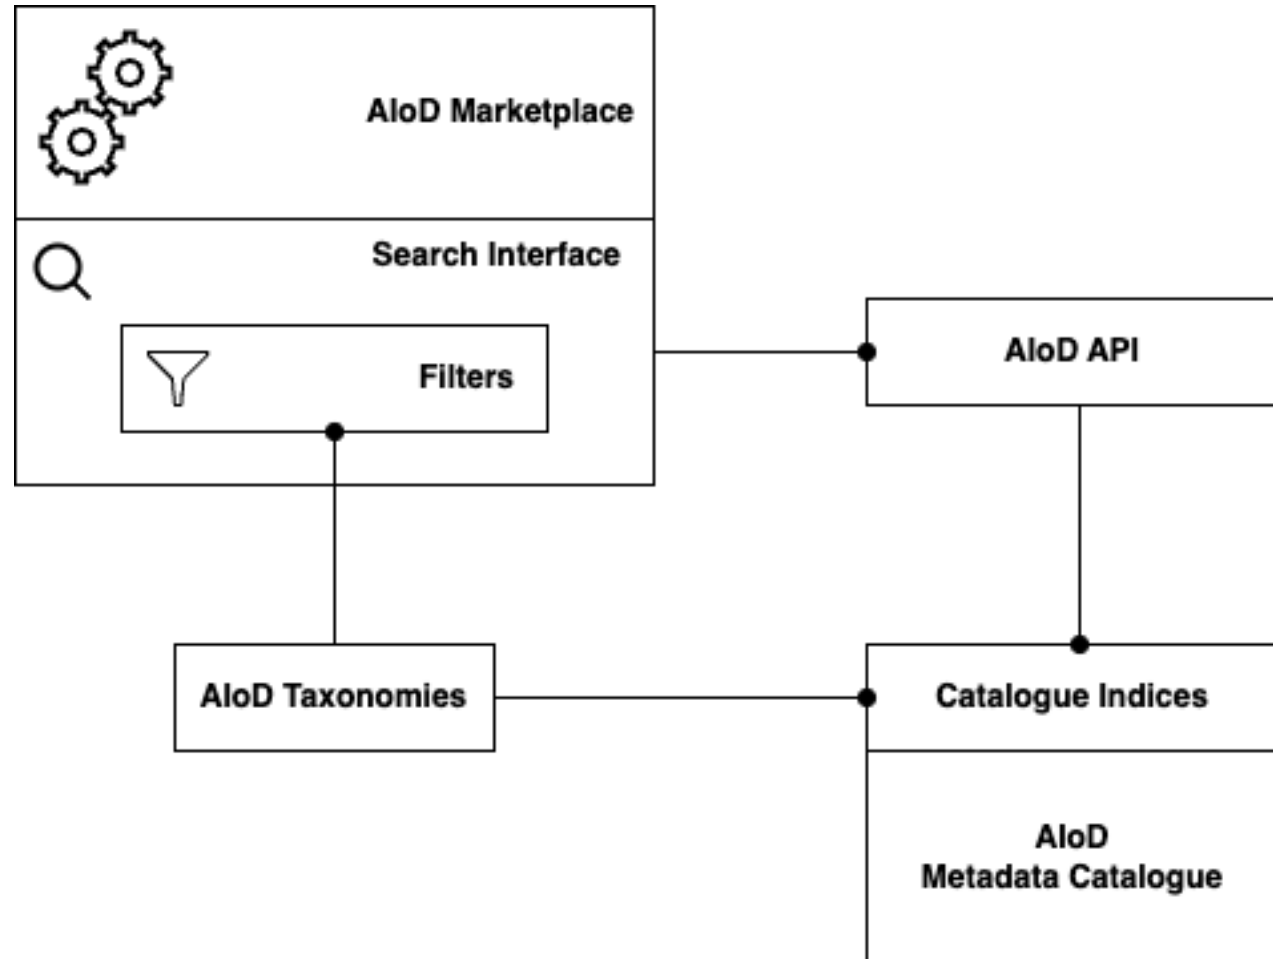 AIoD Marketplace
Search Interface
Filters
AIoD API
AIoD Taxonomies
Catalogue Indices
AIoD
Metadata Catalogue